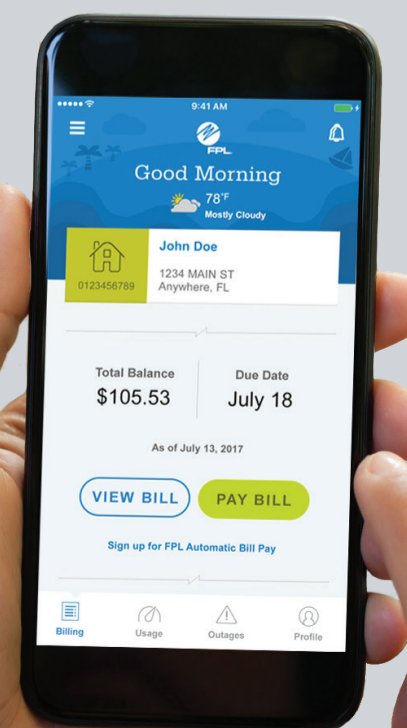 9:41 AM
FPL
Good Morning
78°F
Mostly Cloudy
John Doe
0123456789
1234 MAIN ST
Anywhere, FL
Total Balance
$105.53
Due Date
July 18
As of July 13, 2017
VIEW BILL
PAY BILL
Sign up for FPL Automatic Bill Pay
Billing
Usage
Outages
Profile